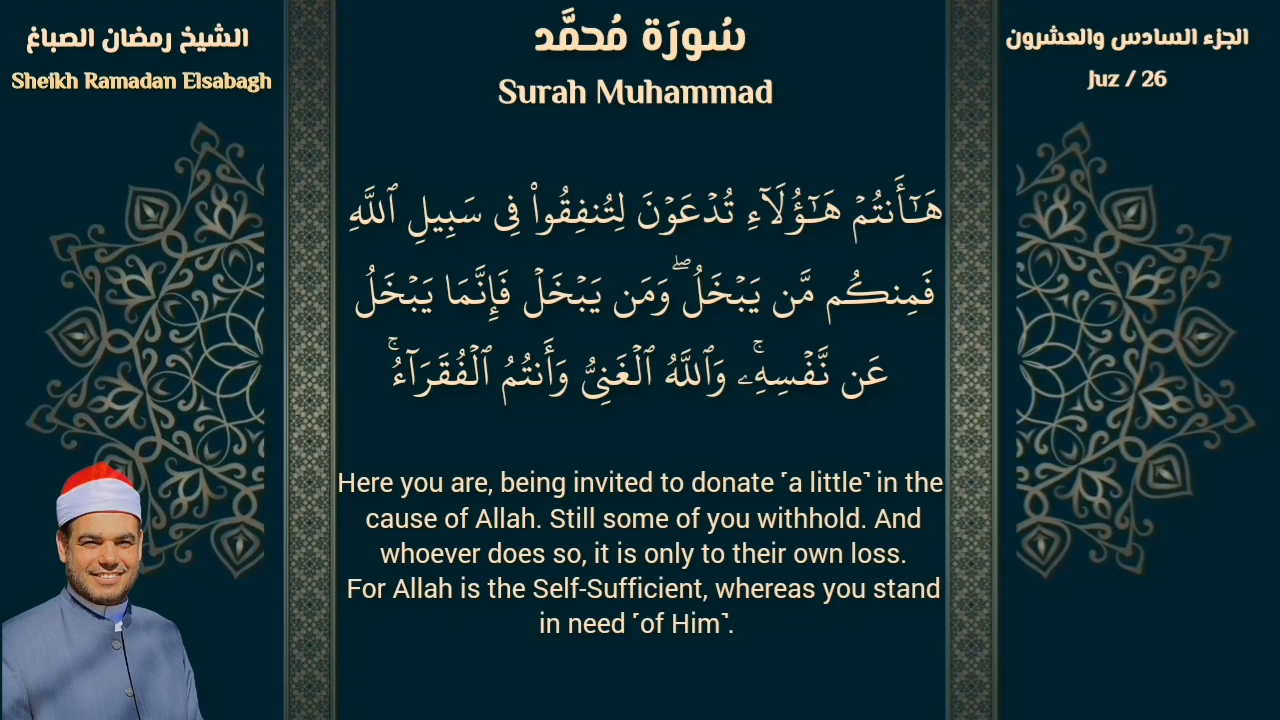 الشيخ رمضان الصباغ
Sheikh Ramadan Elsabagh
سُورَة مُحمَّد
Surah Muhammad
الجزء السادس والعشرون
Juz / 26
هَـٰٓأَنتُمۡ هَـٰٓؤُلَآءِ تُدۡعَوۡنَ لِتُنفِقُواْ فِى سَبِيلِ ٱللَّهِ
فَمِنكُم مَّن يَبۡخَلُۖ وَمَن يَبۡخَلۡ فَإِنَّمَا يَبۡخَلُ
عَن نَّفۡسِهِۦۚ وَٱللَّهُ ٱلۡغَنِىُّ وَأَنتُمُ ٱلۡفُقَرَآءُۚ
Here you are, being invited to donate ˹a little˺ in the
cause of Allah. Still some of you withhold. And
whoever does so, it is only to their own loss.
For Allah is the Self-Sufficient, whereas you stand
in need ˹of Him˺.